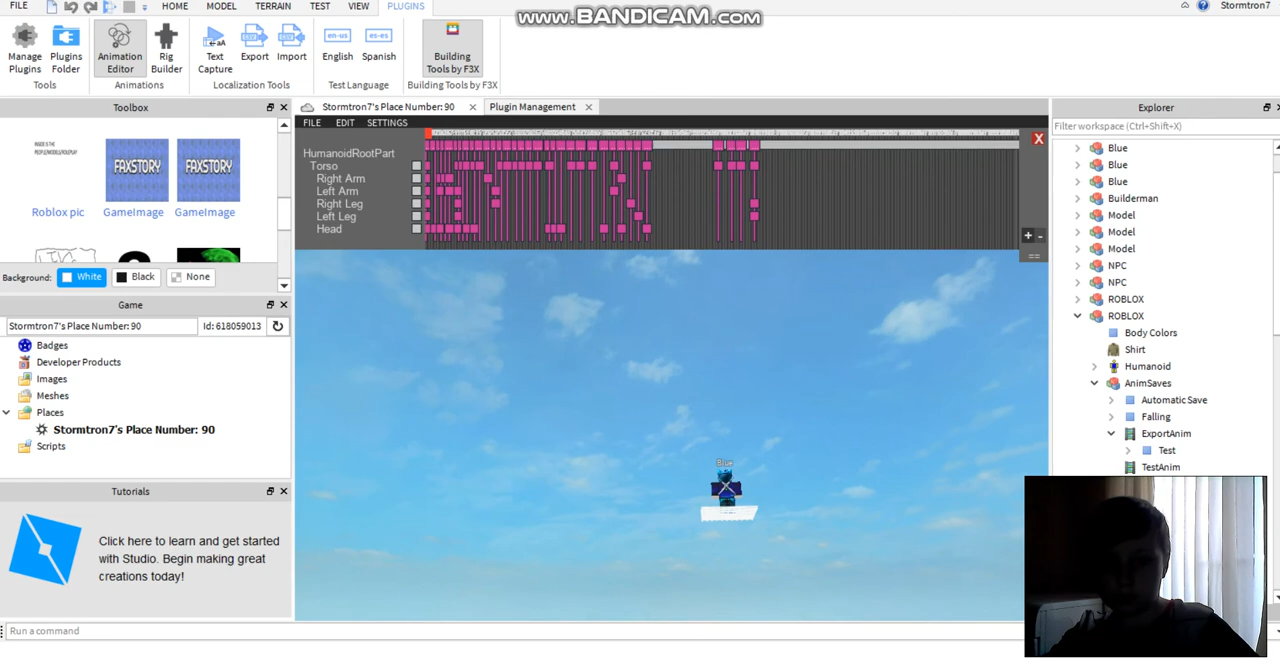 www.BANDICAM.com
FILE HOME MODEL TERRAIN TEST VIEW PLUGINS Stormtron7
Manage Plugins
Plugins Folder
Animation Editor
Rig Builder
Text Capture
Export
Import
English
Spanish
Building Tools by F3X
Tools
Animations
Localization Tools
Test Language
Building Tools by F3X
Toolbox
FAXSTORY
FAXSTORY
Roblox pic
GameImage
GameImage
Background: White Black None
Game
Stormtron7's Place Number: 90 Id: 618059013
Badges
Developer Products
Images
Meshes
Places
Stormtron7's Place Number: 90
Scripts
Tutorials
Click here to learn and get started
with Studio. Begin making great
creations today!
Run a command
Stormtron7's Place Number: 90 Plugin Management
FILE EDIT SETTINGS
X
HumanoidRootPart
Torso
Right Arm
Left Arm
Right Leg
Left Leg
Head
+ -
==
Blue
Explorer
Filter workspace (Ctrl+Shift+X)
Blue
Blue
Blue
Builderman
Model
Model
Model
NPC
NPC
ROBLOX
ROBLOX
Body Colors
Shirt
Humanoid
AnimSaves
Automatic Save
Falling
ExportAnim
Test
TestAnim